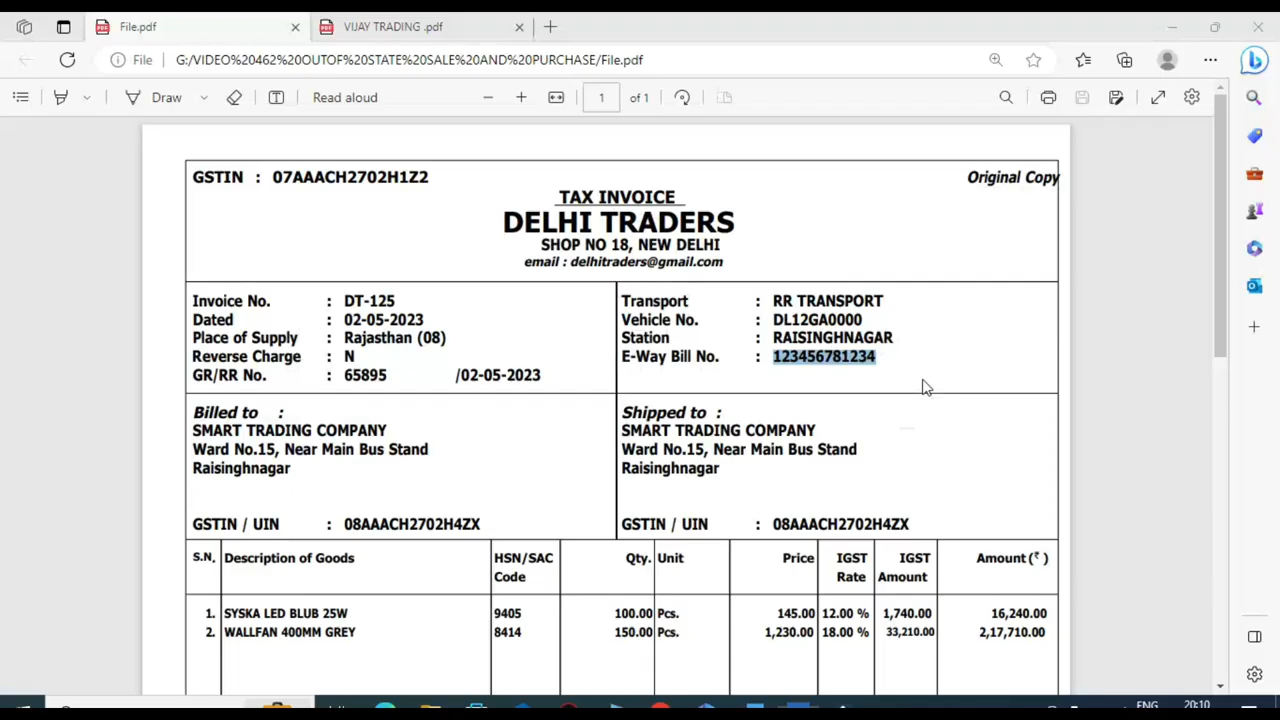 File.pdf
VIJAY TRADING .pdf
File G:/VIDEO%20462%20OUTOF%20STATE%20SALE%20AND%20PURCHASE/File.pdf
Draw Read aloud 1 of 1
GSTIN : 07AAACH2702H1Z2 Original Copy
TAX INVOICE
DELHI TRADERS
SHOP NO 18, NEW DELHI
email : delhitraders@gmail.com
Invoice No. : DT-125
Dated : 02-05-2023
Place of Supply : Rajasthan (08)
Reverse Charge : N
GR/RR No. : 65895 /02-05-2023
Transport : RR TRANSPORT
Vehicle No. : DL12GA0000
Station : RAISINGHNAGAR
E-Way Bill No. : 123456781234
Billed to :
SMART TRADING COMPANY
Ward No.15, Near Main Bus Stand
Raisinghnagar
GSTIN / UIN : 08AAACH2702H4ZX
Shipped to :
SMART TRADING COMPANY
Ward No.15, Near Main Bus Stand
Raisinghnagar
GSTIN / UIN : 08AAACH2702H4ZX
S.N. Description of Goods HSN/SAC Code Qty. Unit Price IGST Rate IGST Amount Amount (₹ )
1. SYSKA LED BLUB 25W 9405 100.00 Pcs. 145.00 12.00 % 1,740.00 16,240.00
2. WALLFAN 400MM GREY 8414 150.00 Pcs. 1,230.00 18.00 % 33,210.00 2,17,710.00
ENG 20:10